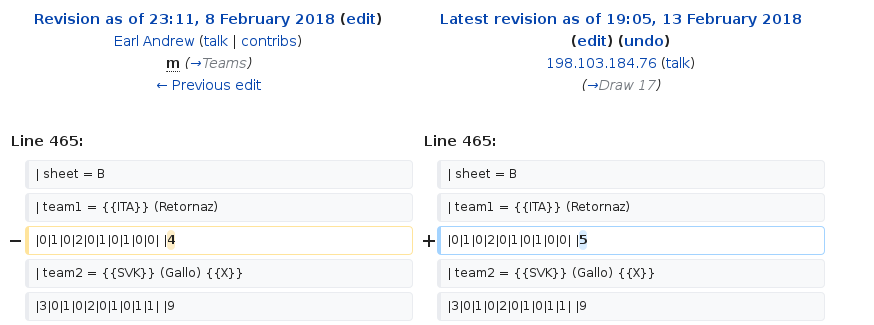 Revision as of 23:11, 8 February 2018 (edit)
Earl Andrew (talk | contribs)
m (→Teams)
← Previous edit
Latest revision as of 19:05, 13 February 2018
(edit) (undo)
198.103.184.76 (talk)
(→Draw 17)
Line 465:
Line 465:
| sheet = B
| sheet = B
| team1 = {{ITA}} (Retornaz)
| team1 = {{ITA}} (Retornaz)
− |0|1|0|2|0|1|0|1|0|0| |4
+ |0|1|0|2|0|1|0|1|0|0| |5
| team2 = {{SVK}} (Gallo) {{X}}
| team2 = {{SVK}} (Gallo) {{X}}
|3|0|1|0|2|0|1|0|1|1| |9
|3|0|1|0|2|0|1|0|1|1| |9